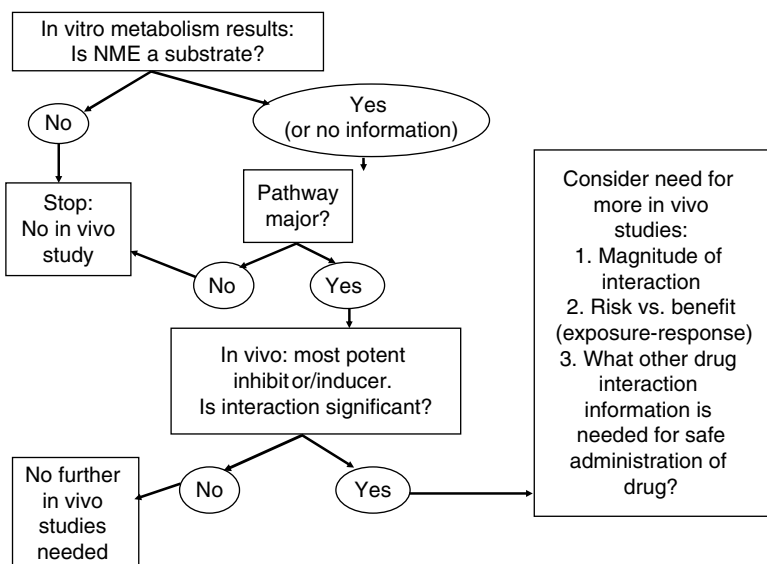 In vitro metabolism results:
Is NME a substrate?
No
Yes
(or no information)
Stop:
No in vivo
study
Pathway
major?
No
Yes
In vivo: most potent
inhibitor/inducer.
Is interaction significant?
No further
in vivo
studies
needed
No
Yes
Consider need for
more in vivo
studies:
1. Magnitude of
interaction
2. Risk vs. benefit
(exposure-response)
3. What other drug
interaction
information is
needed for safe
administration of
drug?